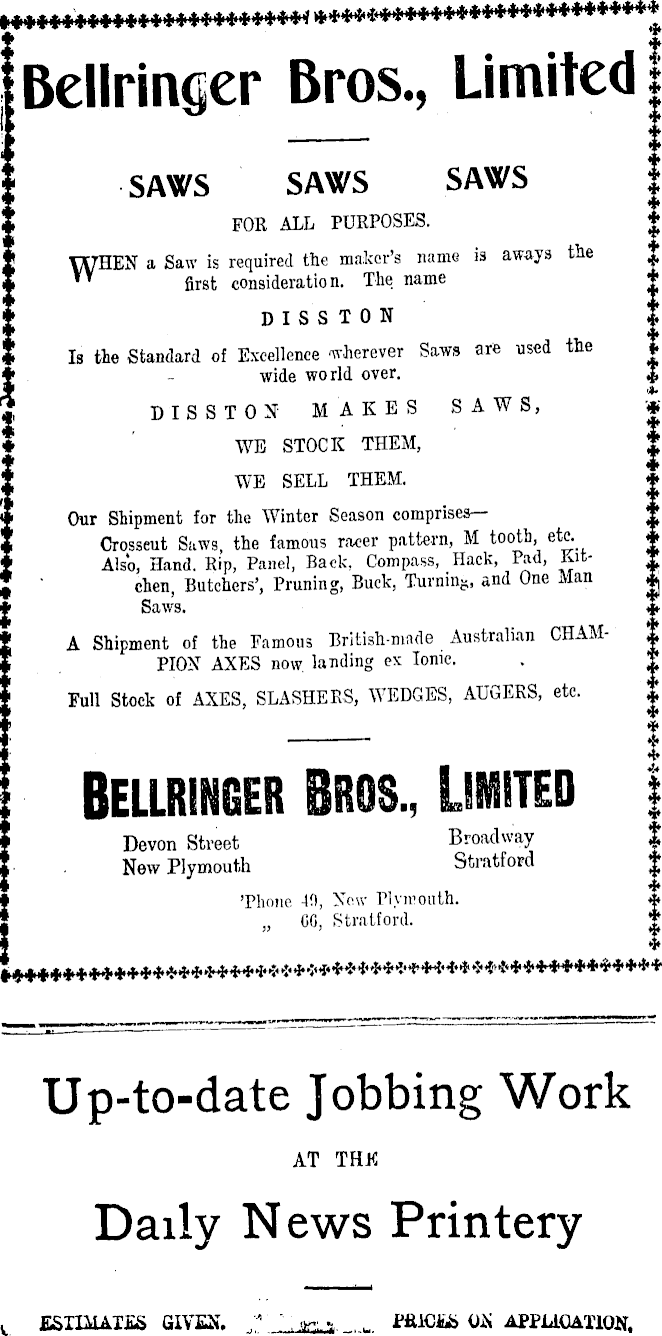 Bellringer Bros., Limited
SAWS SAWS SAWS
FOR ALL PURPOSES.
WHEN a Saw is required the maker's name is aways the
first consideration. The name
DISSTON
Is the Standard of Excellence wherever Saws are used the
wide world over.
DISSTON MAKES SAWS,
WE STOCK THEM,
WE SELL THEM.
Our Shipment for the Winter Season comprises—
Crosscut Saws, the famous racer pattern, M tooth, etc.
Also, Hand, Rip, Panel, Back, Compass, Hack, Pad, Kit-
chen, Butchers', Pruning, Buck, Turning, and One Man
Saws.
A Shipment of the Famous British-made Australian CHAM-
PION AXES now landing ex Ionic.
Full Stock of AXES, SLASHERS, WEDGES, AUGERS, etc.
BELLRINGER BROS., LIMITED
Devon Street Broadway
New Plymouth Stratford
'Phone 49, New Plymouth.
„ 66, Stratford.
Up-to-date Jobbing Work
AT THE
Daily News Printery
ESTIMATES GIVEN. PRICES ON APPLICATION.